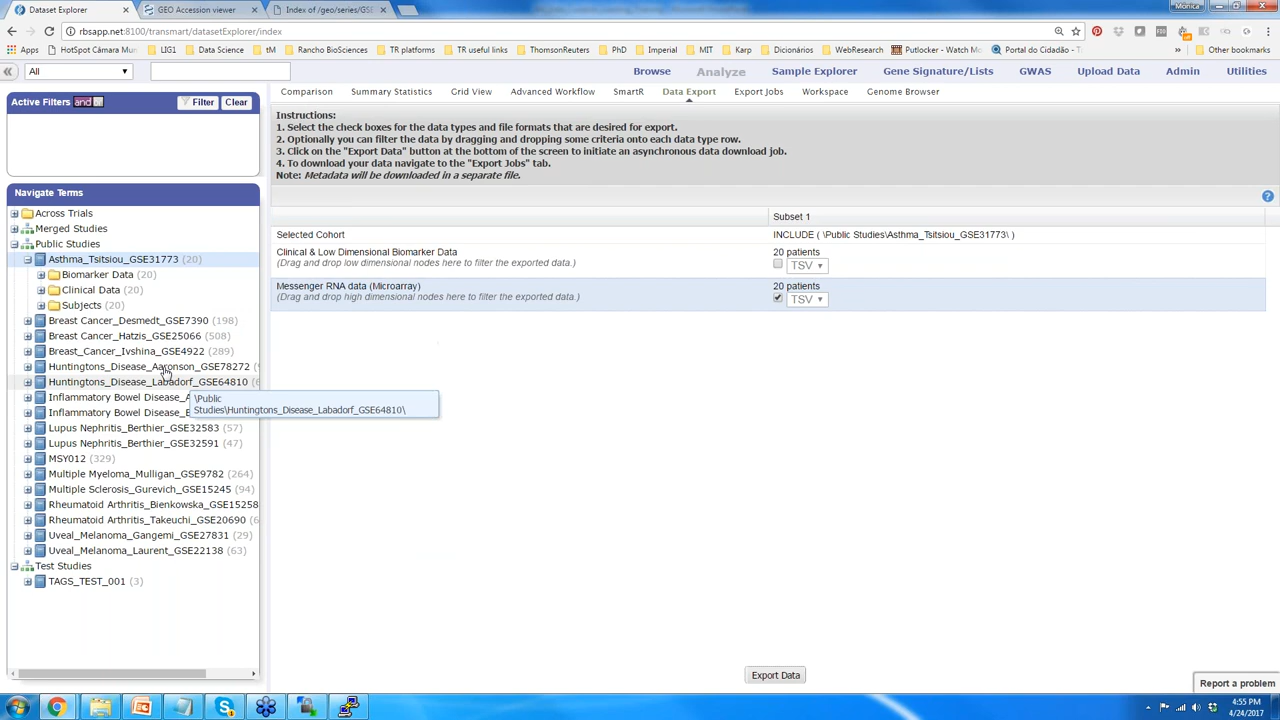 Dataset Explorer
GEO Accession viewer
Index of /geo/series/GSE
Monica
rbsapp.net:8100/transmart/datasetExplorer/index
Apps
HotSpot Câmara Mun
LIG1
Data Science
TM
Rancho BioSciences
TR platforms
TR useful links
ThomsonReuters
PhD
Imperial
MIT
Karp
Dicionários
WebResearch
Putlocker - Watch Mo
Portal do Cidadão - T
Other bookmarks
All
Browse
Analyze
Sample Explorer
Gene Signature/Lists
GWAS
Upload Data
Admin
Utilities
Active Filters and or
Filter
Clear
Comparison
Summary Statistics
Grid View
Advanced Workflow
SmartR
Data Export
Export Jobs
Workspace
Genome Browser
Instructions:
1. Select the check boxes for the data types and file formats that are desired for export.
2. Optionally you can filter the data by dragging and dropping some criteria onto each data type row.
3. Click on the "Export Data" button at the bottom of the screen to initiate an asynchronous data download job.
4. To download your data navigate to the "Export Jobs" tab.
Note: Metadata will be downloaded in a separate file.
Navigate Terms
Across Trials
Merged Studies
Public Studies
Asthma_Tsitsiou_GSE31773 (20)
Biomarker Data (20)
Clinical Data (20)
Subjects (20)
Breast Cancer_Desmedt_GSE7390 (198)
Breast Cancer_Hatzis_GSE25066 (508)
Breast_Cancer_Ivshina_GSE4922 (289)
Huntingtons_Disease_Aaronson_GSE78272
Huntingtons_Disease_Labadorf_GSE64810 (6
Inflammatory Bowel Disease_A
Inflammatory Bowel Disease_B
Lupus Nephritis_Berthier_GSE32583 (57)
Lupus Nephritis_Berthier_GSE32591 (47)
MSY012 (329)
Multiple Myeloma_Mulligan_GSE9782 (264)
Multiple Sclerosis_Gurevich_GSE15245 (94)
Rheumatoid Arthritis_Bienkowska_GSE15258
Rheumatoid Arthritis_Takeuchi_GSE20690 (6
Uveal_Melanoma_Gangemi_GSE27831 (29)
Uveal_Melanoma_Laurent_GSE22138 (63)
Test Studies
TAGS_TEST_001 (3)
\Public
Studies\Huntingtons_Disease_Labadorf_GSE64810\
Subset 1
Selected Cohort
INCLUDE ( \Public Studies\Asthma_Tsitsiou_GSE31773\ )
Clinical & Low Dimensional Biomarker Data
(Drag and drop low dimensional nodes here to filter the exported data.)
20 patients
TSV
Messenger RNA data (Microarray)
(Drag and drop high dimensional nodes here to filter the exported data.)
20 patients
TSV
Export Data
Report a problem
4:55 PM
4/24/2017